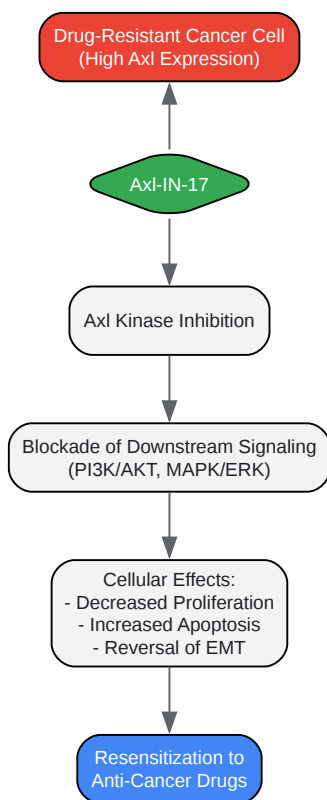 Drug-Resistant Cancer Cell
(High Axl Expression)
Axl-IN-17
Axl Kinase Inhibition
Blockade of Downstream Signaling
(PI3K/AKT, MAPK/ERK)
Cellular Effects:
- Decreased Proliferation
- Increased Apoptosis
- Reversal of EMT
Resensitization to
Anti-Cancer Drugs